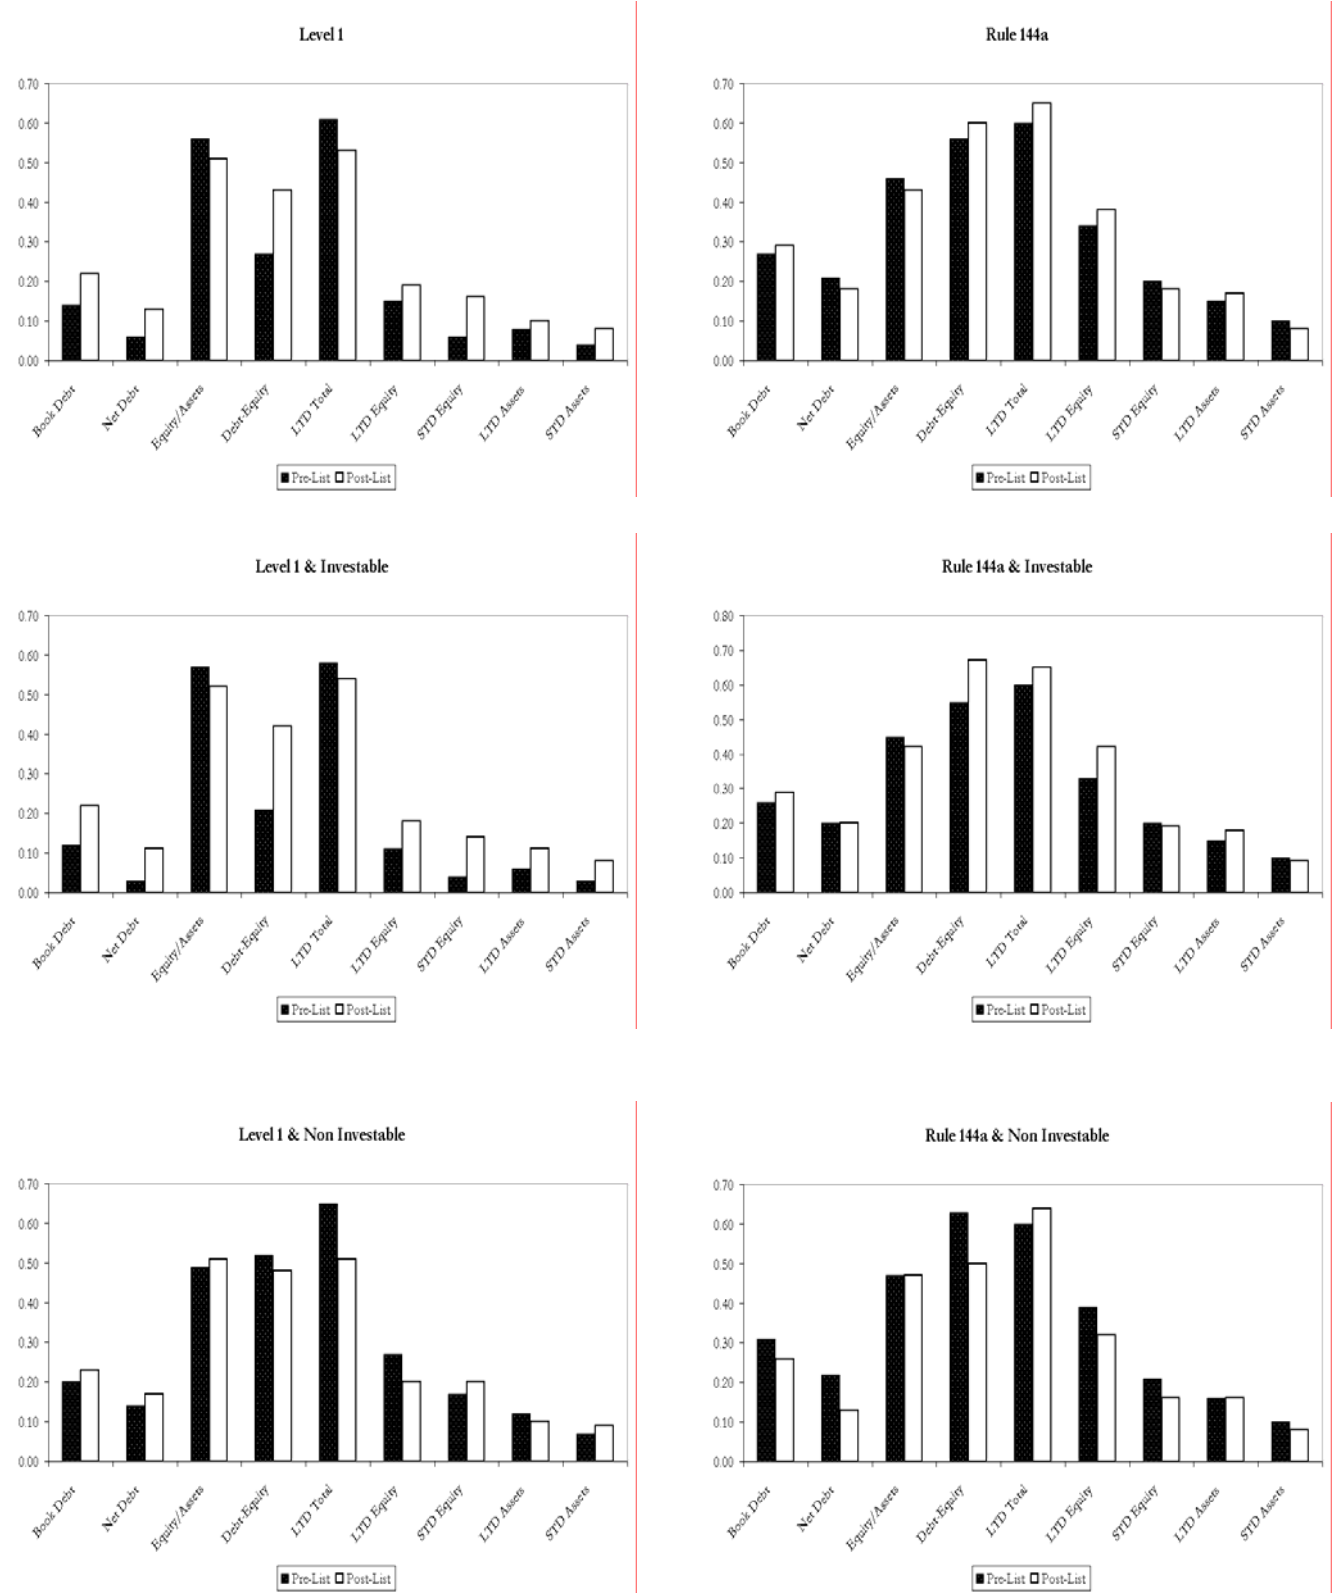 Level 1
0.70
0.60
0.50
0.40
0.30
0.20
0.10
0.00
Book Debt
Net Debt
Equity/Assets
Debt-Equity
LTD Total
LTD Equity
STD Equity
LTD Assets
STD Assets
Pre-List Post-List
Rule 144a
0.70
0.60
0.50
0.40
0.30
0.20
0.10
0.00
Book Debt
Net Debt
Equity/Assets
Debt-Equity
LTD Total
LTD Equity
STD Equity
LTD Assets
STD Assets
Pre-List Post-List
Level 1 & Investable
0.70
0.60
0.50
0.40
0.30
0.20
0.10
0.00
Book Debt
Net Debt
Equity/Assets
Debt-Equity
LTD Total
LTD Equity
STD Equity
LTD Assets
STD Assets
Pre-List Post-List
Rule 144a & Investable
0.80
0.70
0.60
0.50
0.40
0.30
0.20
0.10
0.00
Book Debt
Net Debt
Equity/Assets
Debt-Equity
LTD Total
LTD Equity
STD Equity
LTD Assets
STD Assets
Pre-List Post-List
Level 1 & Non Investable
0.70
0.60
0.50
0.40
0.30
0.20
0.10
0.00
Book Debt
Net Debt
Equity/Assets
Debt-Equity
LTD Total
LTD Equity
STD Equity
LTD Assets
STD Assets
Pre-List Post-List
Rule 144a & Non Investable
0.70
0.60
0.50
0.40
0.30
0.20
0.10
0.00
Book Debt
Net Debt
Equity/Assets
Debt-Equity
LTD Total
LTD Equity
STD Equity
LTD Assets
STD Assets
Pre-List Post-List